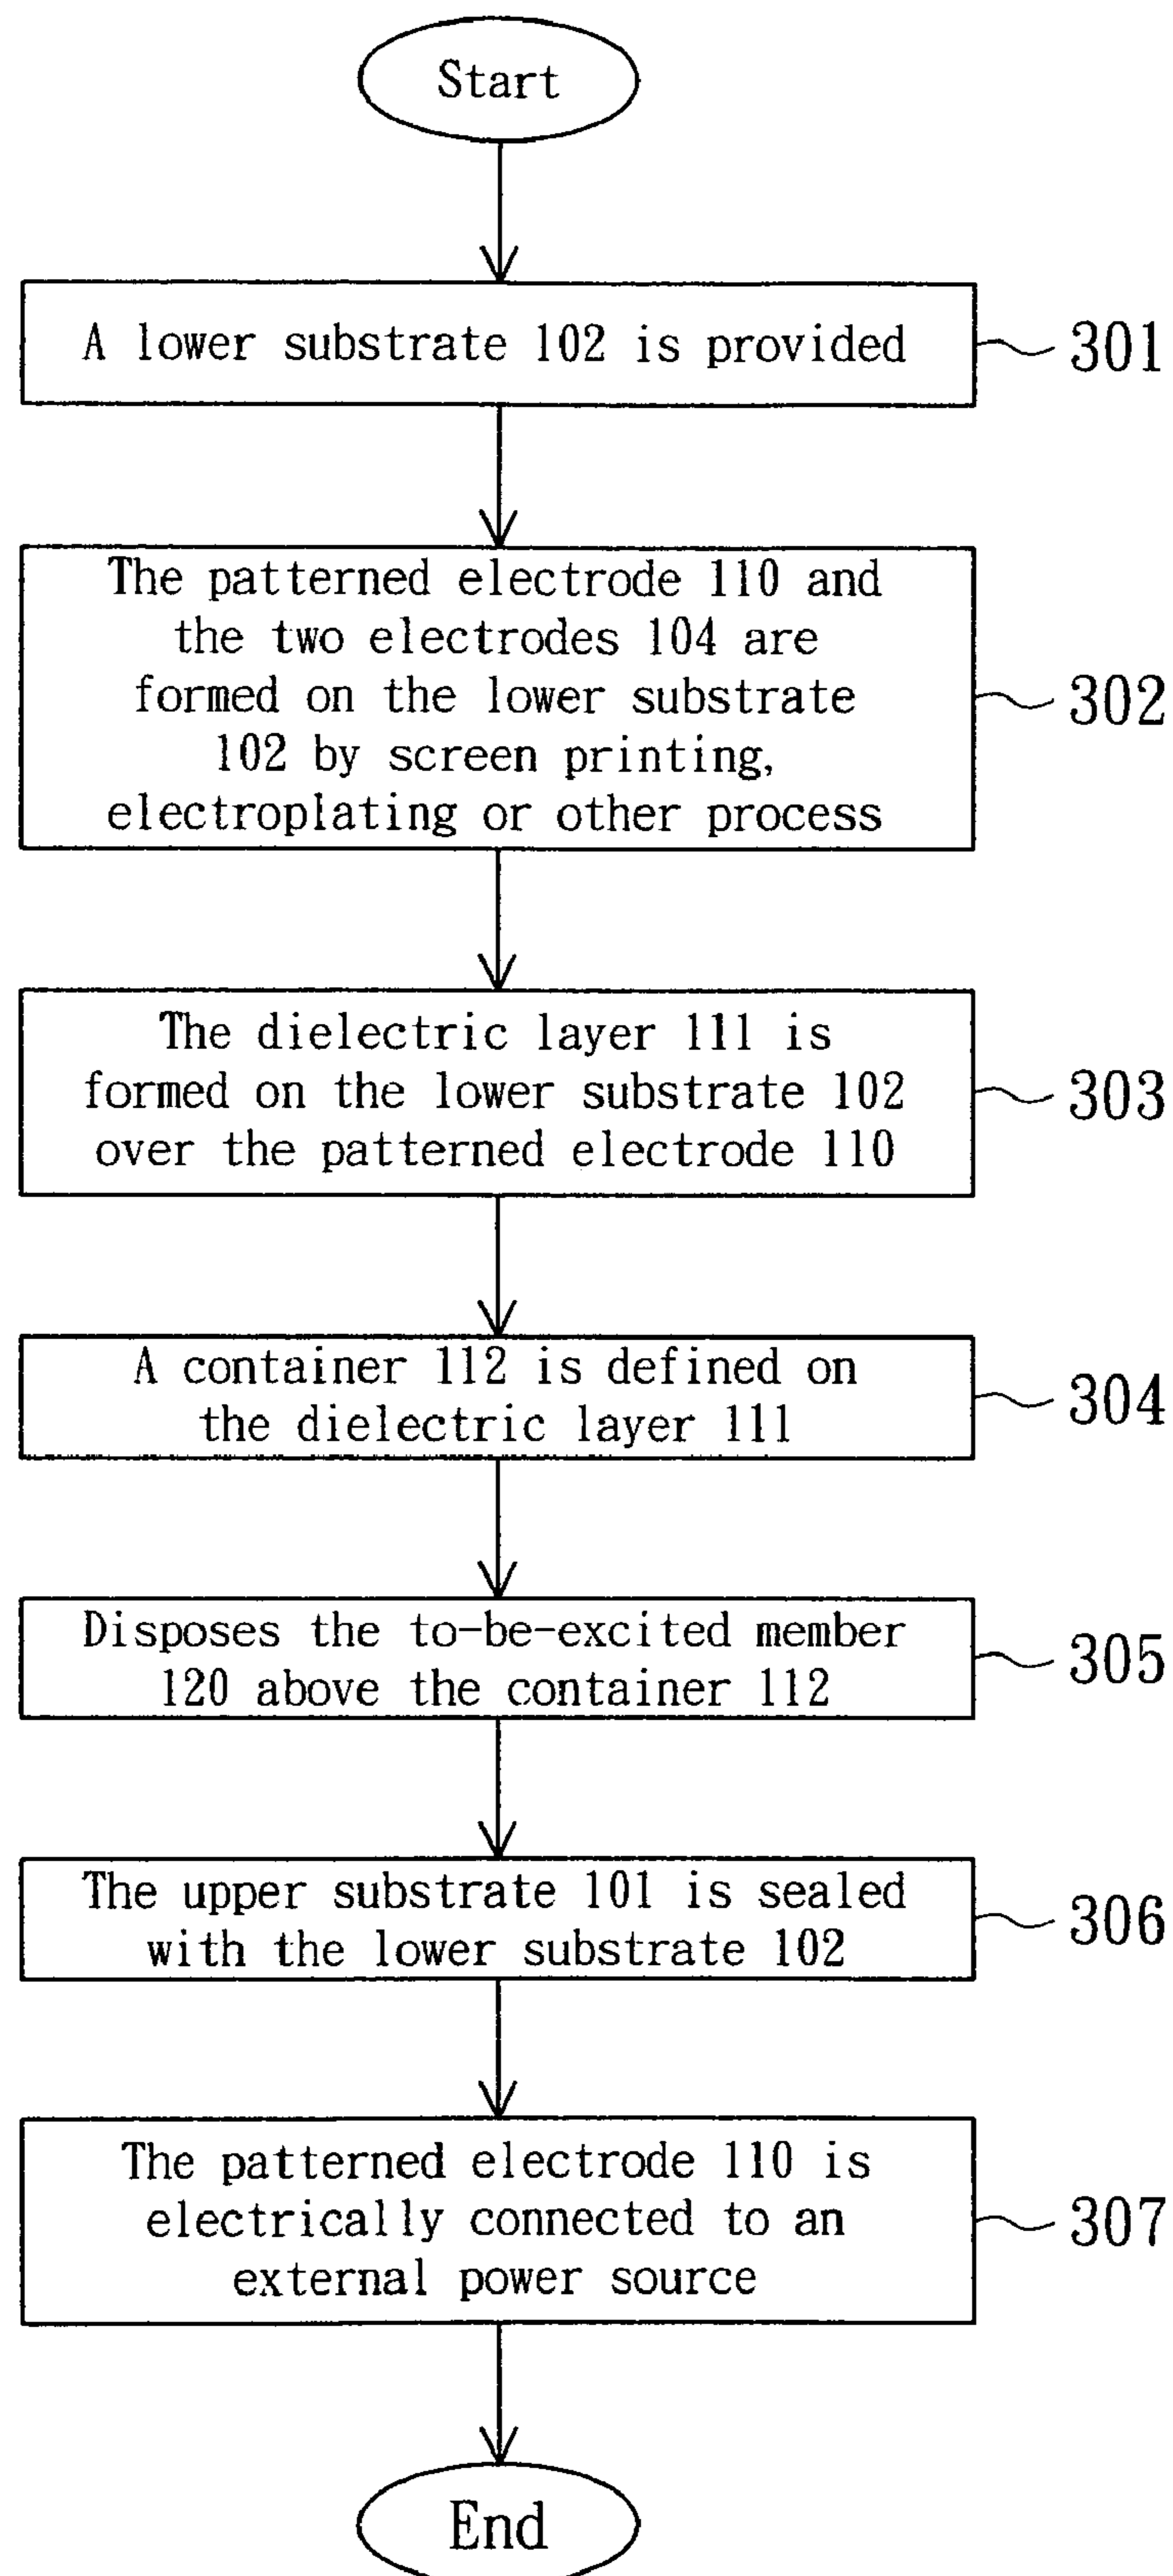 Start
A lower substrate 102 is provided
301
The patterned electrode 110 and
the two electrodes 104 are
formed on the lower substrate
102 by screen printing,
electroplating or other process
302
The dielectric layer 111 is
formed on the lower substrate 102
over the patterned electrode 110
303
A container 112 is defined on
the dielectric layer 111
304
Disposes the to-be-excited member
120 above the container 112
305
The upper substrate 101 is sealed
with the lower substrate 102
306
The patterned electrode 110 is
electrically connected to an
external power source
307
End